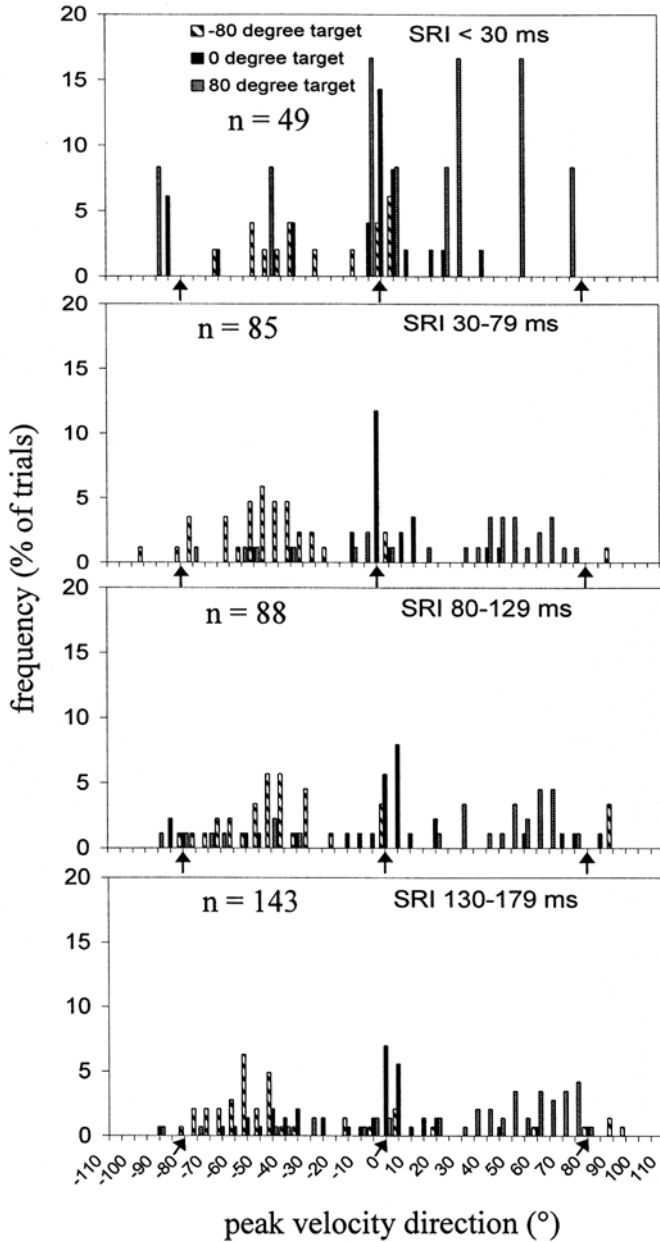 -80 degree target
SRI < 30 ms
0 degree target
80 degree target
n = 49
20
15
10
5
0
n = 85
SRI 30-79 ms
20
15
10
5
0
n = 88
SRI 80-129 ms
20
15
10
5
0
n = 143
SRI 130-179 ms
20
15
10
5
0
frequency (% of trials)
-110 -100 -90 -80 -70 -60 -50 -40 -30 -20 -10 0 10 20 30 40 50 60 70 80 90 100 110
peak velocity direction (°)